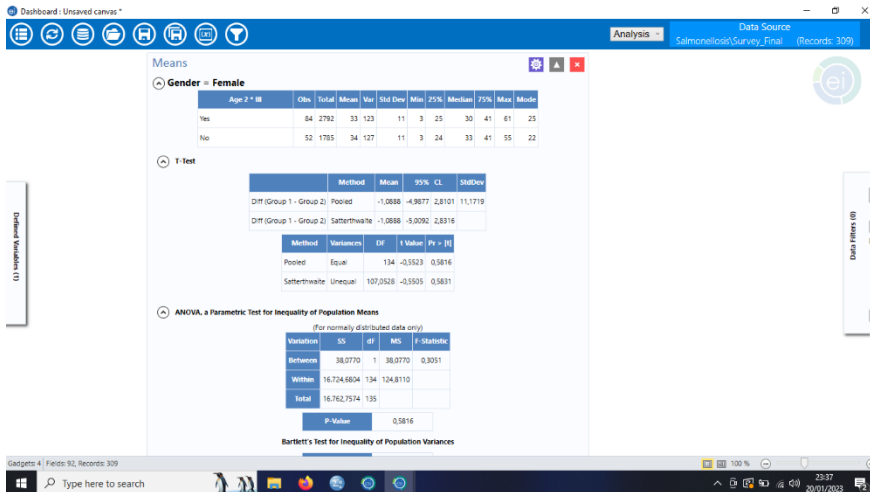 Dashboard : Unsaved canvas *
Analysis
Data Source
Salmonellosis\Survey_Final (Records: 309)
Means
Gender = Female
Age 2 * Ill Obs Total Mean Var Std Dev Min 25% Median 75% Max Mode
Yes 84 2792 33 123 11 3 25 30 41 61 25
No 52 1785 34 127 11 3 24 33 41 55 22
T-Test
Method Mean 95% CL StdDev
Diff (Group 1 - Group 2) Pooled -1,0888 -4,9877 2,8101 11,1719
Diff (Group 1 - Group 2) Satterthwaite -1,0888 -5,0092 2,8316
Method Variances DF t Value Pr > |t|
Pooled Equal 134 -0,5523 0,5816
Satterthwaite Unequal 107,0528 -0,5505 0,5831
ANOVA, a Parametric Test for Inequality of Population Means
(For normally distributed data only)
Variation SS df MS F-Statistic
Between 38,0770 1 38,0770 0,3051
Within 16.724,6804 134 124,8110
Total 16.762,7574 135
P-Value 0,5816
Bartlett's Test for Inequality of Population Variances
Defined Variables (1)
Data Filters (0)
ei
Gadgets: 4 Fields: 92, Records: 309
100 %
Type here to search
23:37
20/01/2023